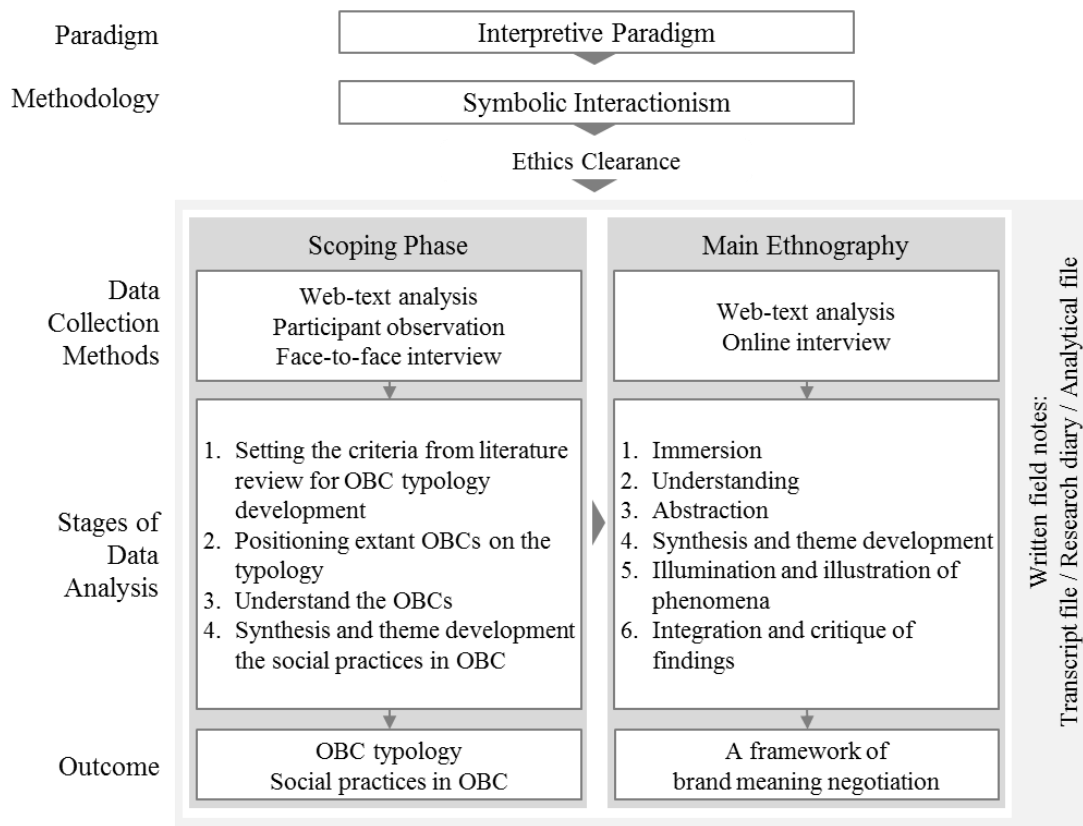 Paradigm
Interpretive Paradigm
Methodology
Symbolic Interactionism
Ethics Clearance
Scoping Phase
Main Ethnography
Data
Collection
Methods
Web-text analysis
Participant observation
Face-to-face interview
Web-text analysis
Online interview
Stages of
Data
Analysis
1. Setting the criteria from literature
review for OBC typology
development
2. Positioning extant OBCs on the
typology
3. Understand the OBCs
4. Synthesis and theme development
the social practices in OBC
1. Immersion
2. Understanding
3. Abstraction
4. Synthesis and theme development
5. Illumination and illustration of
phenomena
6. Integration and critique of
findings
Outcome
OBC typology
Social practices in OBC
A framework of
brand meaning negotiation
Written field notes:
Transcript file / Research diary / Analytical file